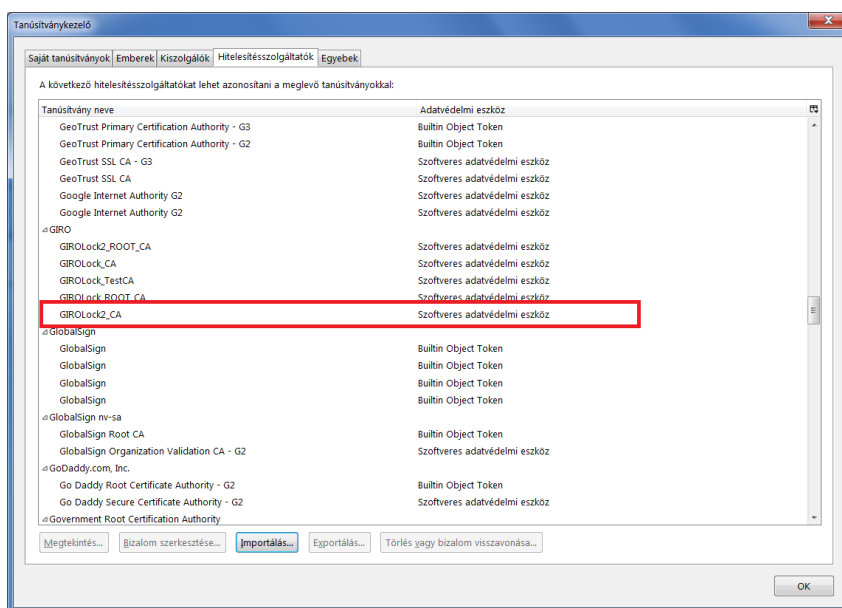 Tanúsítványkezelő
Saját tanúsítványok Emberek Kiszolgálók Hitelesítésszolgáltatók Egyebek
A következő hitelesítésszolgáltatókat lehet azonosítani a meglevő tanúsítványokkal:
Tanúsítvány neve Adatvédelmi eszköz
GeoTrust Primary Certification Authority - G3 Builtin Object Token
GeoTrust Primary Certification Authority - G2 Builtin Object Token
GeoTrust SSL CA - G3 Szoftveres adatvédelmi eszköz
GeoTrust SSL CA Szoftveres adatvédelmi eszköz
Google Internet Authority G2 Szoftveres adatvédelmi eszköz
Google Internet Authority G2 Szoftveres adatvédelmi eszköz
GIRO
GIROLock2_ROOT_CA Szoftveres adatvédelmi eszköz
GIROLock_CA Szoftveres adatvédelmi eszköz
GIROLock_TestCA Szoftveres adatvédelmi eszköz
GIROLock_ROOT_CA Szoftveres adatvédelmi eszköz
GIROLock2_CA Szoftveres adatvédelmi eszköz
GlobalSign
GlobalSign Builtin Object Token
GlobalSign Builtin Object Token
GlobalSign Builtin Object Token
GlobalSign Builtin Object Token
GlobalSign nv-sa
GlobalSign Root CA Builtin Object Token
GlobalSign Organization Validation CA - G2 Szoftveres adatvédelmi eszköz
GoDaddy.com, Inc.
Go Daddy Root Certificate Authority - G2 Builtin Object Token
Go Daddy Secure Certificate Authority - G2 Szoftveres adatvédelmi eszköz
Government Root Certification Authority
Megtekintés... Bizalom szerkesztése... Importálás... Exportálás... Törlés vagy bizalom visszavonása...
OK